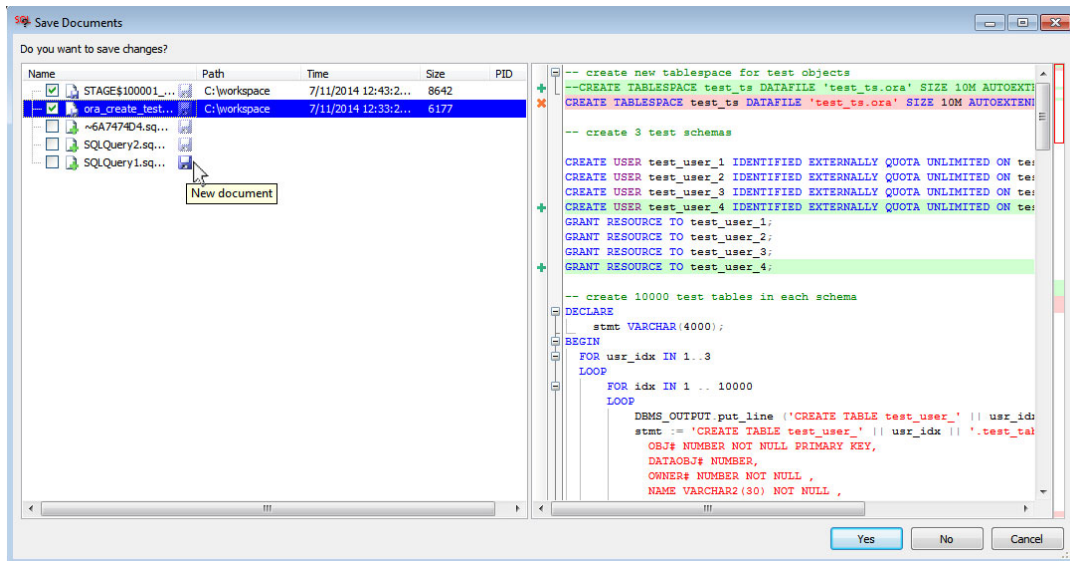 SQL Save Documents
Do you want to save changes?
Name Path Time Size PID
STAGE$100001_... C:\workspace 7/11/2014 12:43:2... 8642
ora_create_test... C:\workspace 7/11/2014 12:33:2... 6177
~6A7474D4.sq...
SQLQuery2.sq...
SQLQuery1.sq...
New document
-- create new tablespace for test objects
--CREATE TABLESPACE test_ts DATAFILE 'test_ts.ora' SIZE 10M AUTOEXTE
CREATE TABLESPACE test_ts DATAFILE 'test_ts.ora' SIZE 10M AUTOEXTENI
-- create 3 test schemas
CREATE USER test_user_1 IDENTIFIED EXTERNALLY QUOTA UNLIMITED ON tes
CREATE USER test_user_2 IDENTIFIED EXTERNALLY QUOTA UNLIMITED ON tes
CREATE USER test_user_3 IDENTIFIED EXTERNALLY QUOTA UNLIMITED ON tes
CREATE USER test_user_4 IDENTIFIED EXTERNALLY QUOTA UNLIMITED ON tes
GRANT RESOURCE TO test_user_1;
GRANT RESOURCE TO test_user_2;
GRANT RESOURCE TO test_user_3;
GRANT RESOURCE TO test_user_4;
-- create 10000 test tables in each schema
DECLARE
stmt VARCHAR(4000);
BEGIN
FOR usr_idx IN 1..3
LOOP
FOR idx IN 1 .. 10000
LOOP
DBMS_OUTPUT.put_line ('CREATE TABLE test_user_' || usr_idx
stmt := 'CREATE TABLE test_user_' || usr_idx || '.test_tab
OBJ# NUMBER NOT NULL PRIMARY KEY,
DATAOBJ# NUMBER,
OWNER# NUMBER NOT NULL ,
NAME VARCHAR2(30) NOT NULL ,
Yes No Cancel